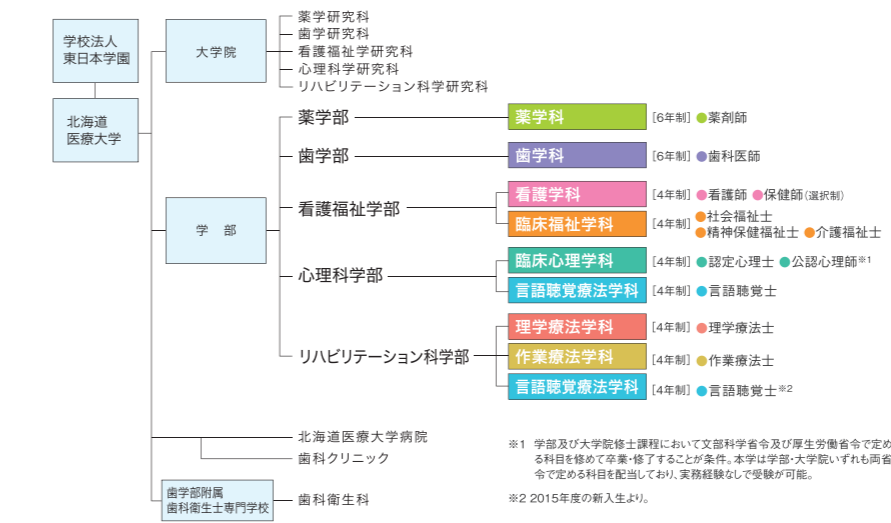 学校法人
東日本学園
北海道
医療大学
大学院
薬学研究科
歯学研究科
看護福祉学研究科
心理科学研究科
リハビリテーション科学研究科
学 部
薬学部
薬学科 [6年制] ●薬剤師
歯学部
歯学科 [6年制] ●歯科医師
看護福祉学部
看護学科 [4年制] ●看護師 ●保健師(選択制)
臨床福祉学科 [4年制] ●社会福祉士
●精神保健福祉士 ●介護福祉士
心理科学部
臨床心理学科 [4年制] ●認定心理士 ●公認心理師※1
言語聴覚療法学科 [4年制] ●言語聴覚士
リハビリテーション科学部
理学療法学科 [4年制] ●理学療法士
作業療法学科 [4年制] ●作業療法士
言語聴覚療法学科 [4年制] ●言語聴覚士※2
北海道医療大学病院
歯科クリニック
歯学部附属
歯科衛生士専門学校
歯科衛生科
※1 学部及び大学院修士課程において文部科学省令及び厚生労働省令で定め
る科目を修めて卒業・修了することが条件。本学は学部・大学院いずれも両省
令で定める科目を配当しており、実務経験なしで受験が可能。
※2 2015年度の新入生より。